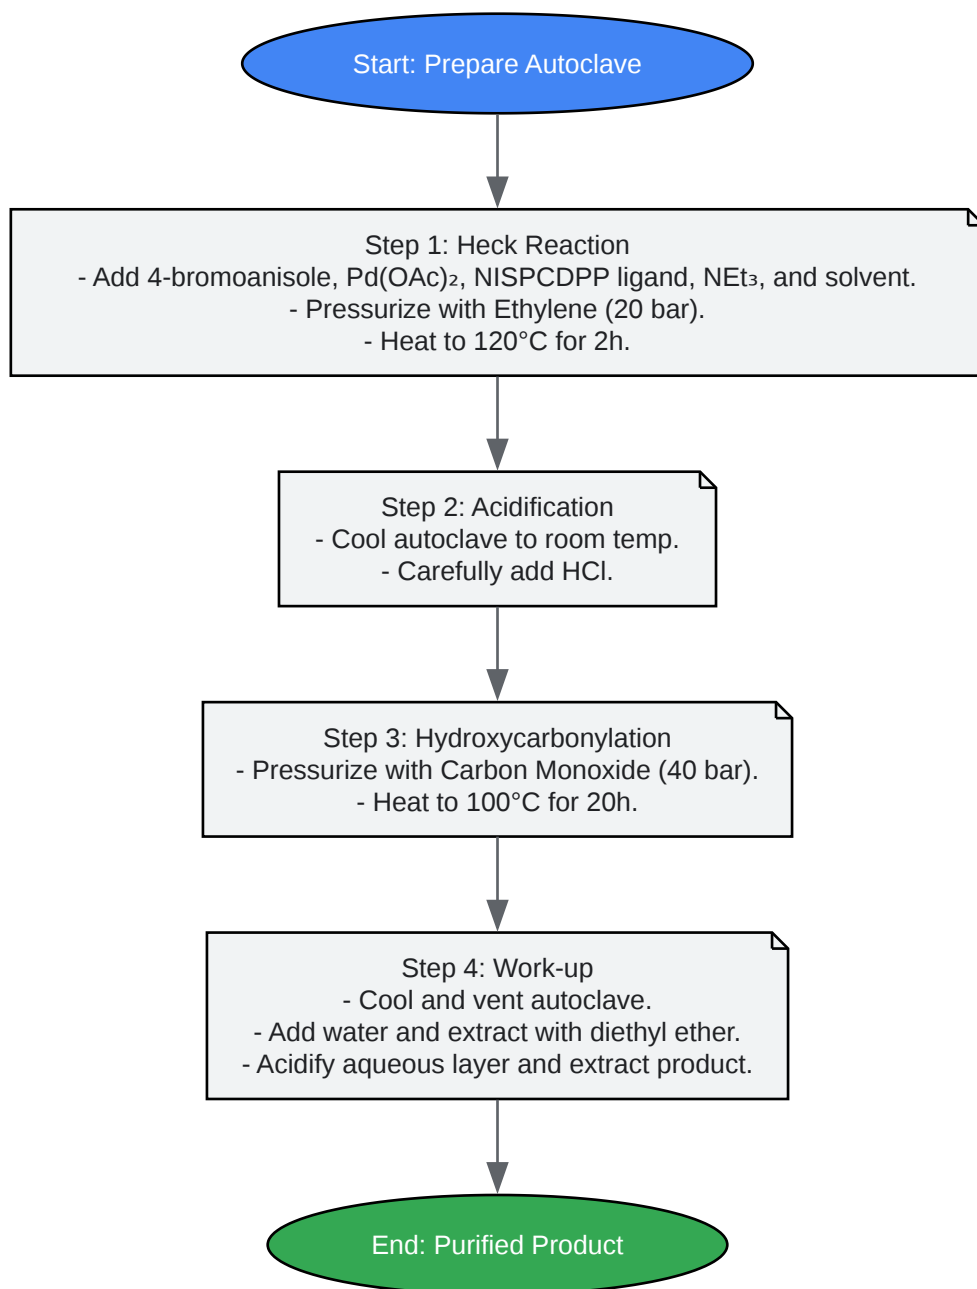 Start: Prepare Autoclave
Step 1: Heck Reaction
- Add 4-bromoanisole, Pd(OAc)₂, NISPCDPP ligand, NEt₃, and solvent.
- Pressurize with Ethylene (20 bar).
- Heat to 120°C for 2h.
Step 2: Acidification
- Cool autoclave to room temp.
- Carefully add HCl.
Step 3: Hydroxycarbonylation
- Pressurize with Carbon Monoxide (40 bar).
- Heat to 100°C for 20h.
Step 4: Work-up
- Cool and vent autoclave.
- Add water and extract with diethyl ether.
- Acidify aqueous layer and extract product.
End: Purified Product